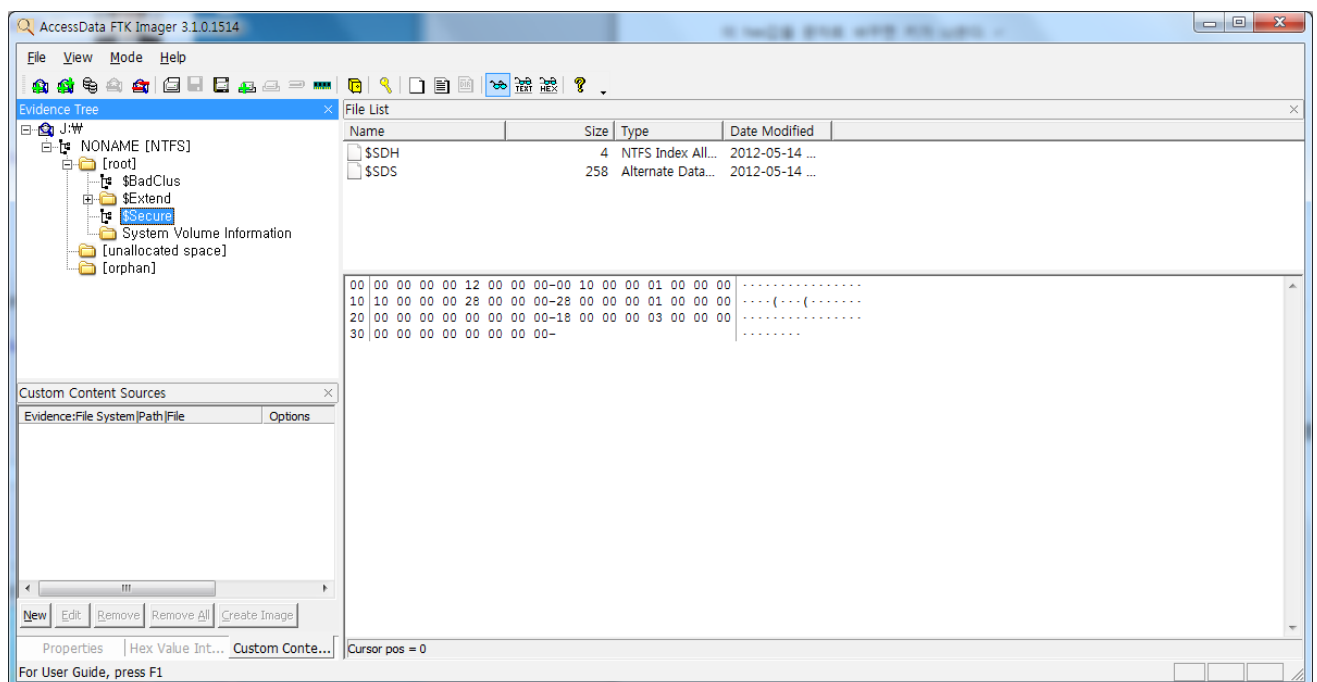 AccessData FTK Imager 3.1.0.1514
File View Mode Help
Evidence Tree
J:₩
NONAME [NTFS]
[root]
$BadClus
$Extend
$Secure
System Volume Information
[unallocated space]
[orphan]
Custom Content Sources
Evidence:File System|Path|File Options
New Edit Remove Remove All Create Image
Properties Hex Value Int... Custom Conte...
For User Guide, press F1
File List
Name Size Type Date Modified
$SDH 4 NTFS Index All... 2012-05-14 ...
$SDS 258 Alternate Data... 2012-05-14 ...
00 00 00 00 00 12 00 00 00-00 10 00 00 01 00 00 00 ················
10 10 00 00 00 28 00 00 00-28 00 00 00 01 00 00 00 ····(···(·······
20 00 00 00 00 00 00 00 00-18 00 00 00 03 00 00 00 ················
30 00 00 00 00 00 00 00 00- ········
Cursor pos = 0